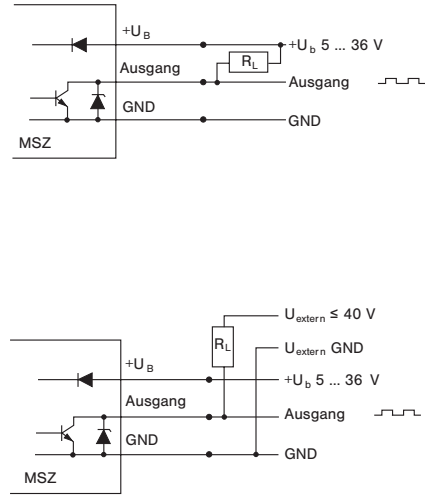 +U_B
+U_b 5 ... 36 V
R_L
Ausgang
Ausgang
GND
GND
MSZ
U_extern ≤ 40 V
R_L
U_extern GND
+U_B
+U_b 5 ... 36 V
Ausgang
Ausgang
GND
GND
MSZ